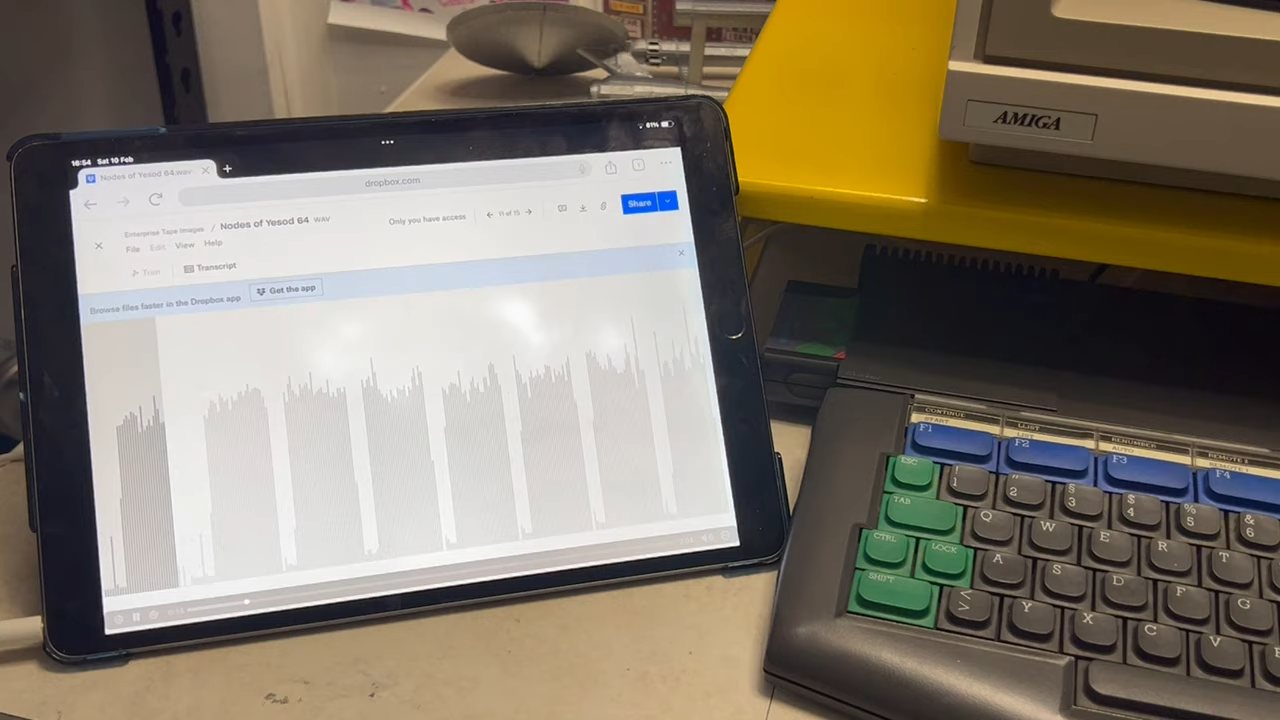 AMIGA
16:54 Sat 10 Feb
61%
Nodes of Yesod 64.wav
dropbox.com
Enterprise Tape Images / Nodes of Yesod 64 WAV
Only you have access
11 of 15
Share
File Edit View Help
Transcript
Browse files faster in the Dropbox app
Get the app
CONTINUE
START
LLIST
LIST
RENUMBER
AUTO
F1
F2
F3
F4
ESC
1
" 2
§ 3
$ 4
% 5
& 6
TAB
Q W E R T
CTRL
LOCK
A S D F G
SHIFT
Y X C V